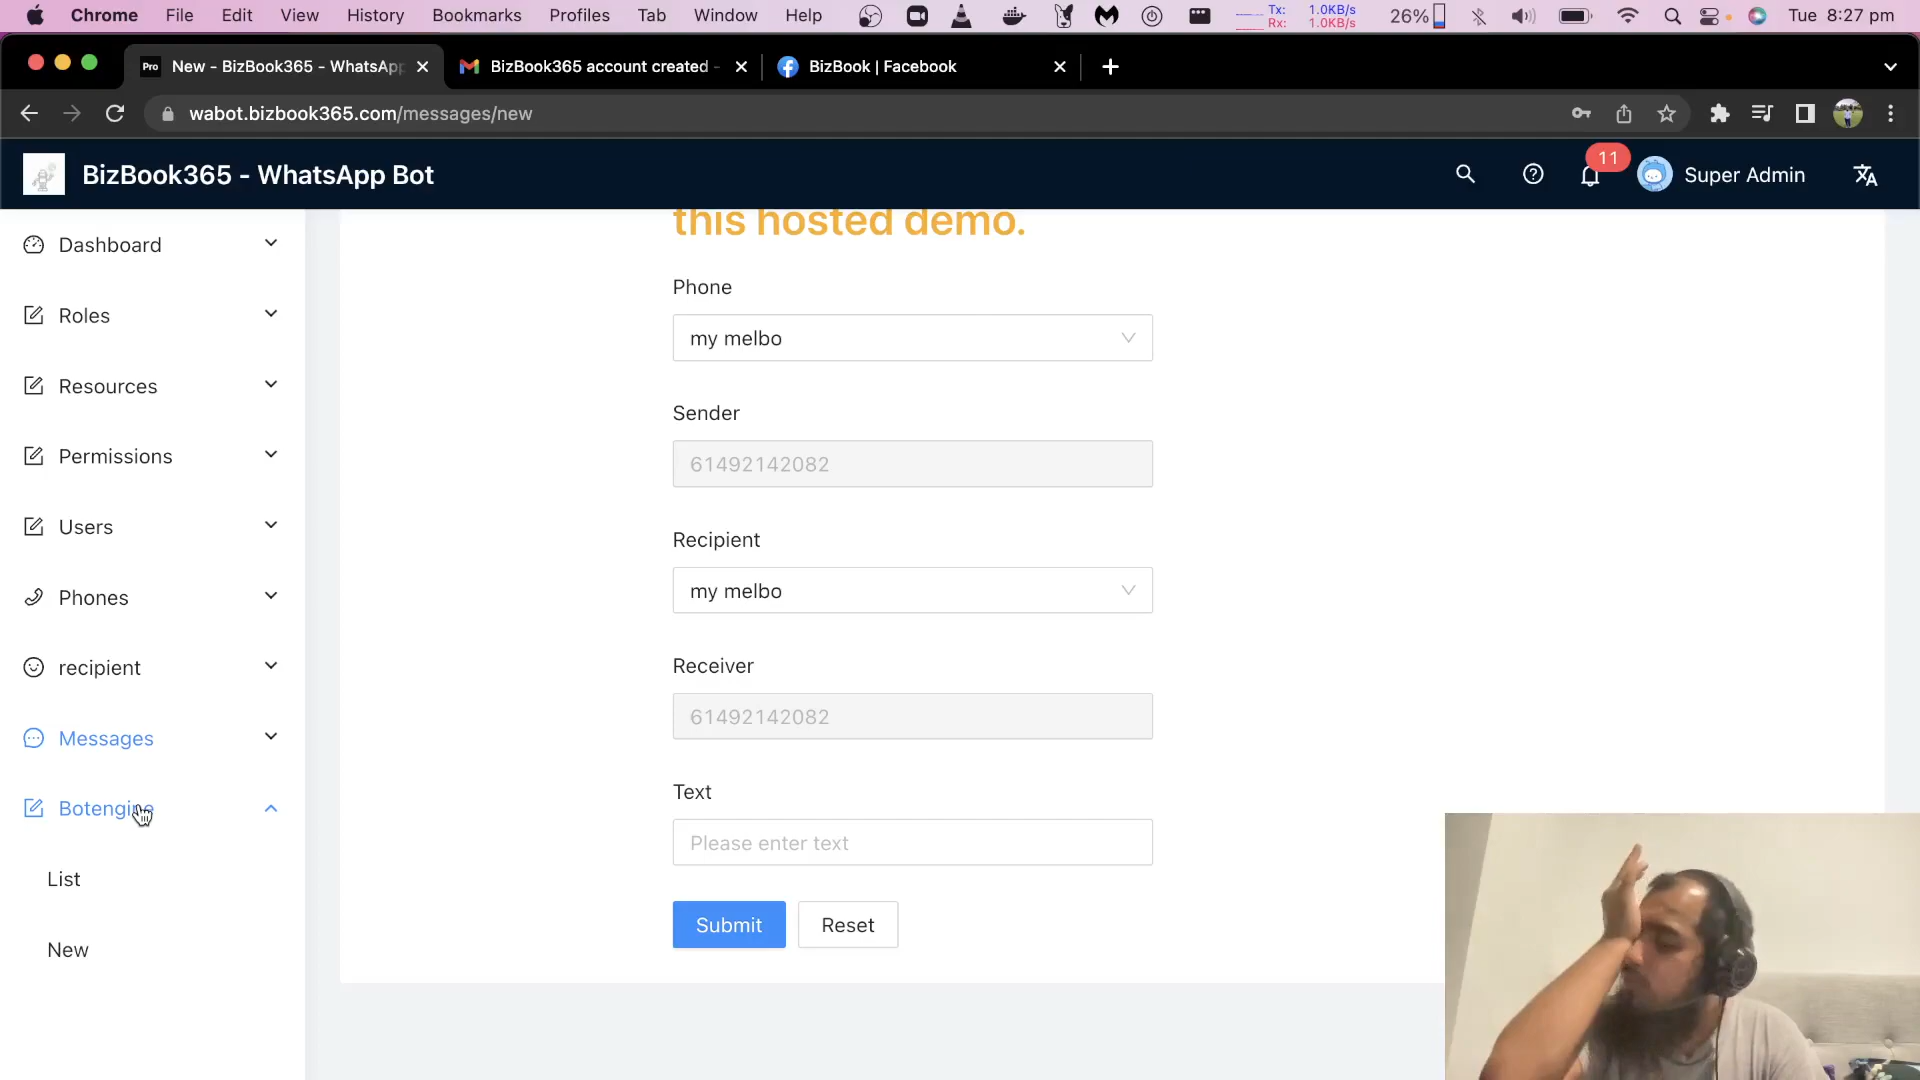 Chrome File Edit View History Bookmarks Profiles Tab Window Help Tx: 1.0KB/s Rx: 1.0KB/s 26% Tue 8:27 pm
Pro New - BizBook365 - WhatsApp BizBook365 account created - BizBook | Facebook
wabot.bizbook365.com/messages/new
BizBook365 - WhatsApp Bot 11 Super Admin
this hosted demo.
Dashboard
Roles
Resources
Permissions
Users
Phones
recipient
Messages
Botengine
List
New
Phone
my melbo
Sender
61492142082
Recipient
my melbo
Receiver
61492142082
Text
Please enter text
Submit Reset